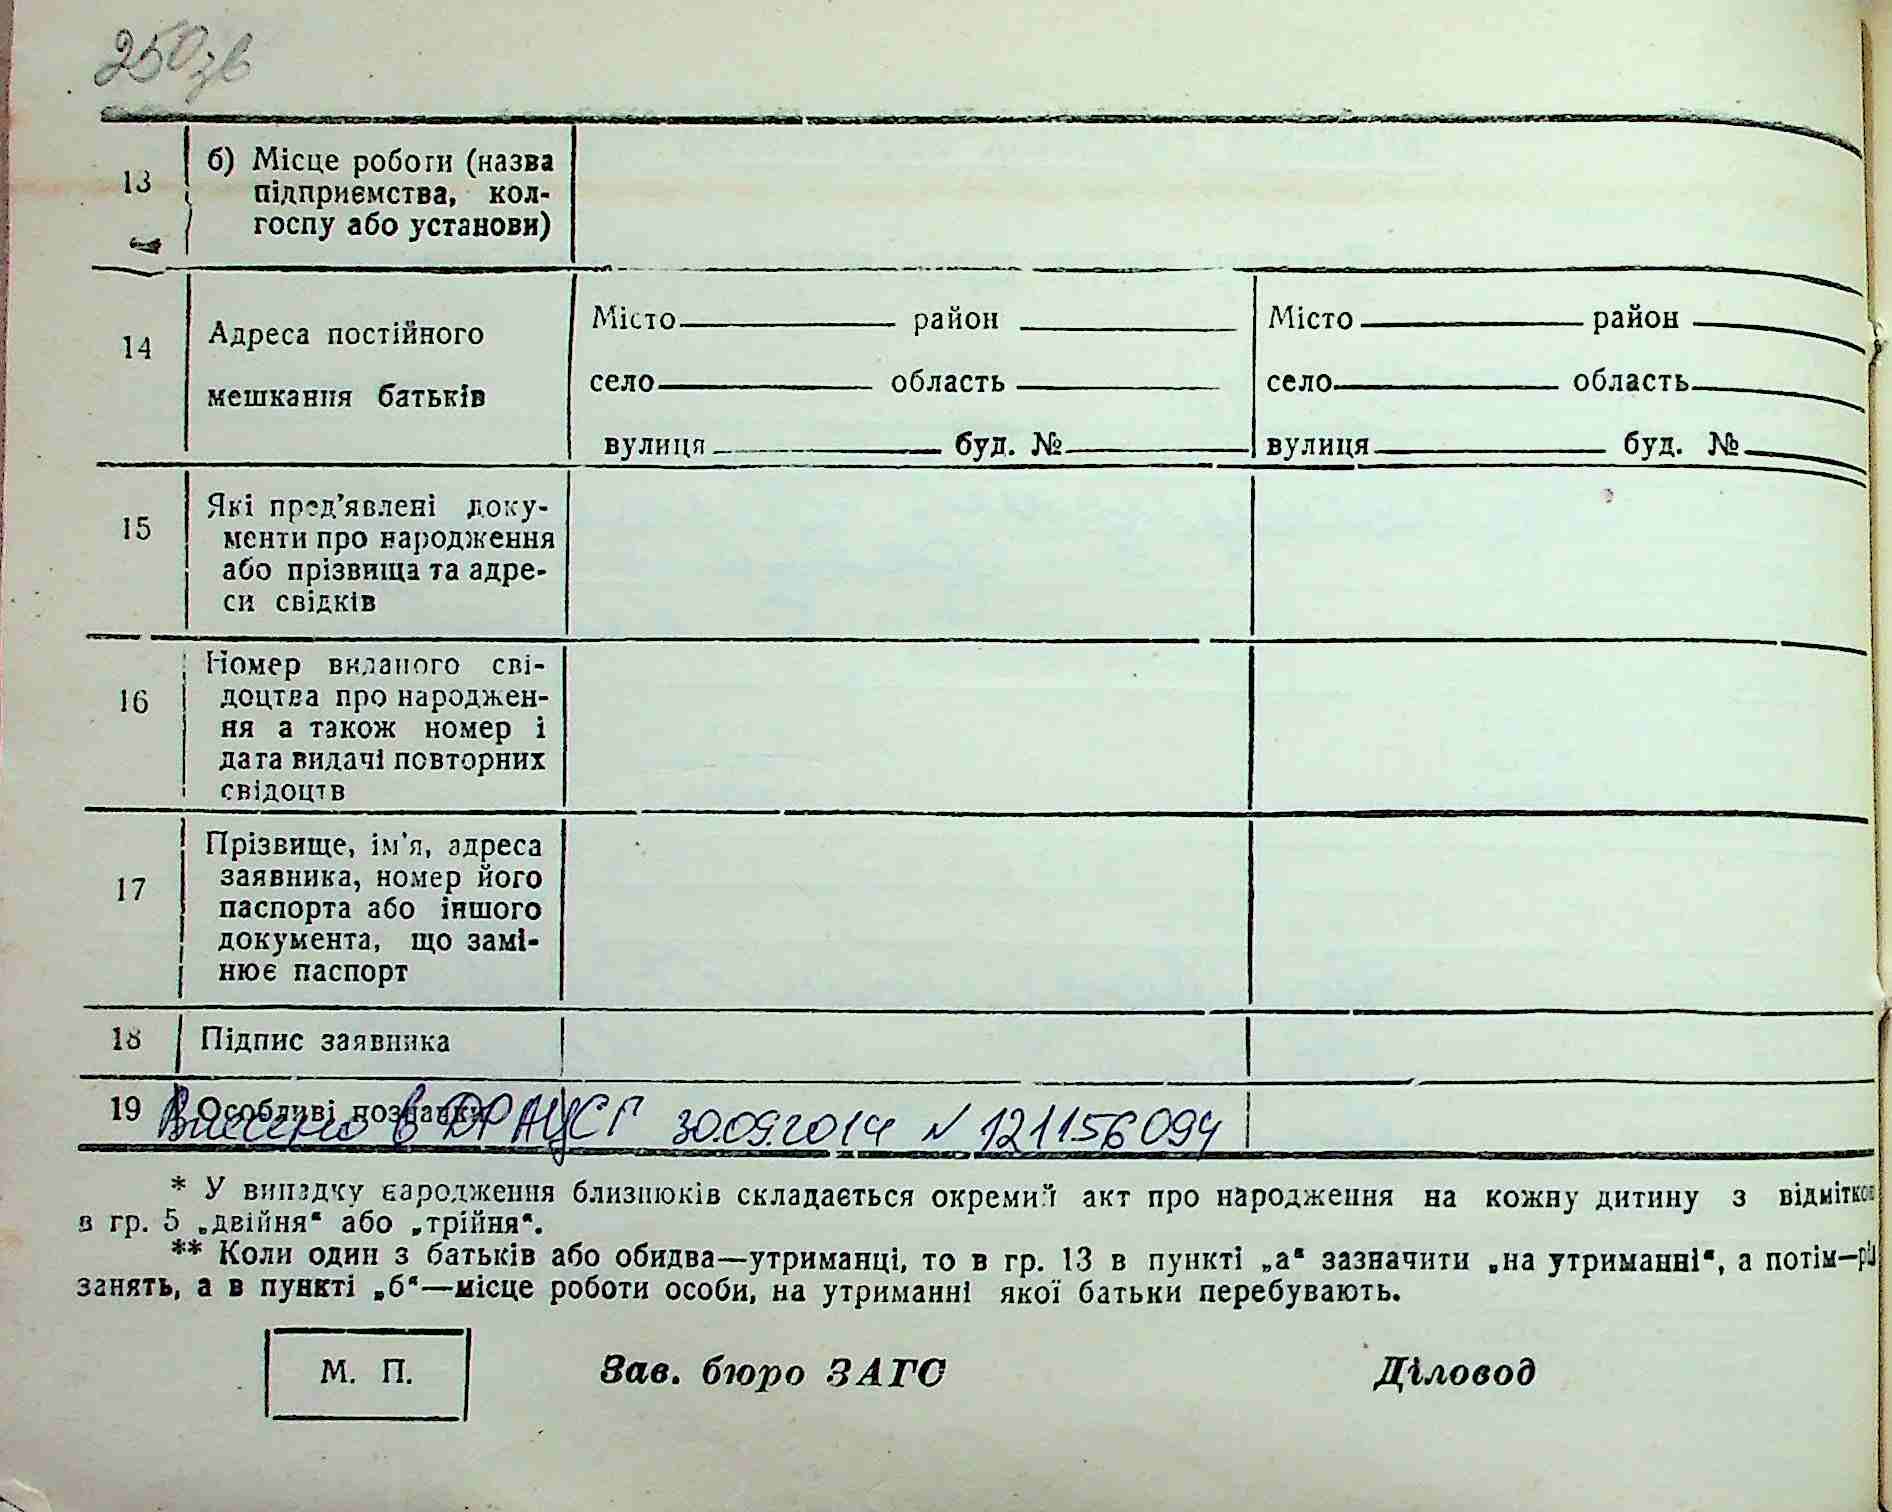 250зв
13 б) Місце роботи (назва
підприємства, кол-
госпу або установи)
14 Адреса постійного
мешкання батьків
Місто район Місто район
село область село область
вулиця буд. № вулиця буд. №
15 Які пред'явлені доку-
менти про народження
або прізвища та адре-
си свідків
16 Номер виданого сві-
доцтва про народжен-
ня а також номер і
дата видачі повторних
свідоцтв
17 Прізвище, ім'я, адреса
заявника, номер його
паспорта або іншого
документа, що замі-
нює паспорт
18 Підпис заявника
19 Особливі познавки
Внесено в ДРАЦСГ 30.09.2014 N 121156094
* У випадку народження близнюків складається окремий акт про народження на кожну дитину з відміткою
в гр. 5 „двійня“ або „трійня“.
** Коли один з батьків або обидва—утриманці, то в гр. 13 в пункті „а“ зазначити „на утриманні“, а потім—рі
занять, а в пункті „б“—місце роботи особи, на утриманні якої батьки перебувають.
М. П. Зав. бюро ЗАГС Діловод